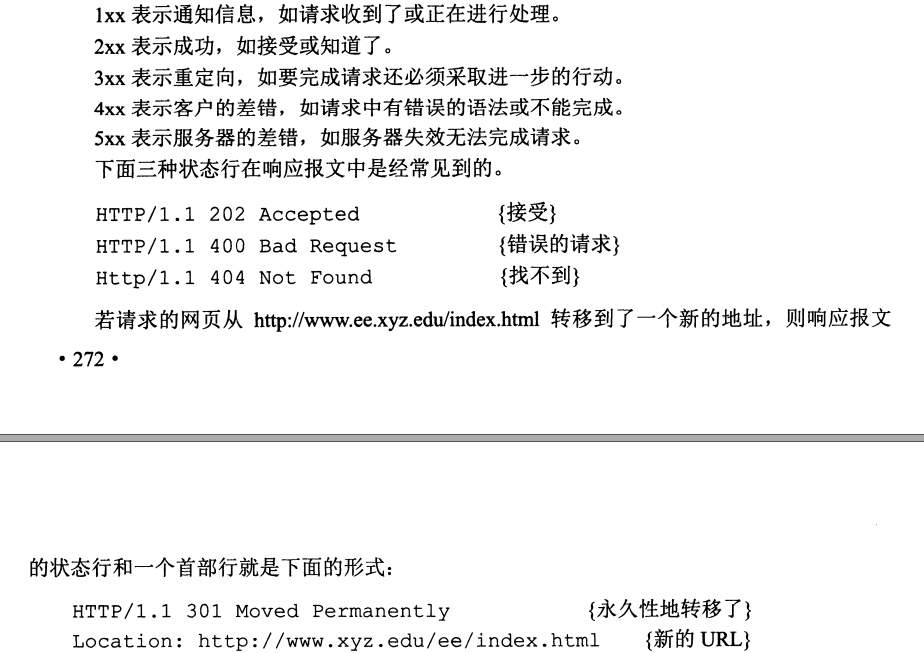 1xx 表示通知信息，如请求收到了或正在进行处理。
2xx 表示成功，如接受或知道了。
3xx 表示重定向，如要完成请求还必须采取进一步的行动。
4xx 表示客户的差错，如请求中有错误的语法或不能完成。
5xx 表示服务器的差错，如服务器失效无法完成请求。
下面三种状态行在响应报文中是经常见到的。
HTTP/1.1 202 Accepted {接受}
HTTP/1.1 400 Bad Request {错误的请求}
Http/1.1 404 Not Found {找不到}
若请求的网页从 http://www.ee.xyz.edu/index.html 转移到了一个新的地址，则响应报文
• 272 •
的状态行和一个首部行就是下面的形式：
HTTP/1.1 301 Moved Permanently {永久性地转移了}
Location: http://www.xyz.edu/ee/index.html {新的 URL}